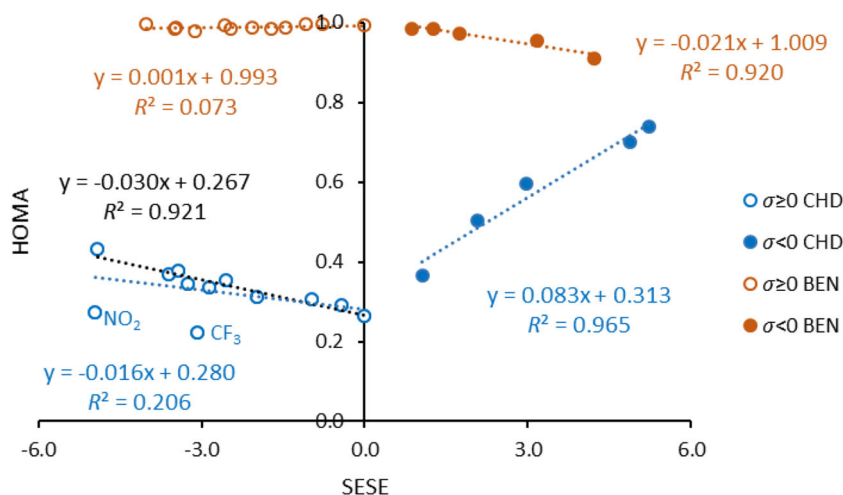 1.0
y = -0.021x + 1.009
R² = 0.920
y = 0.001x + 0.993
R² = 0.073
0.8
y = -0.030x + 0.267
R² = 0.921
HOMA
0.6
σ≥0 CHD
σ<0 CHD
σ≥0 BEN
σ<0 BEN
0.4
y = 0.083x + 0.313
R² = 0.965
NO₂
CF₃
0.2
y = -0.016x + 0.280
R² = 0.206
0.0
-6.0 -3.0 0.0 3.0 6.0
SESE